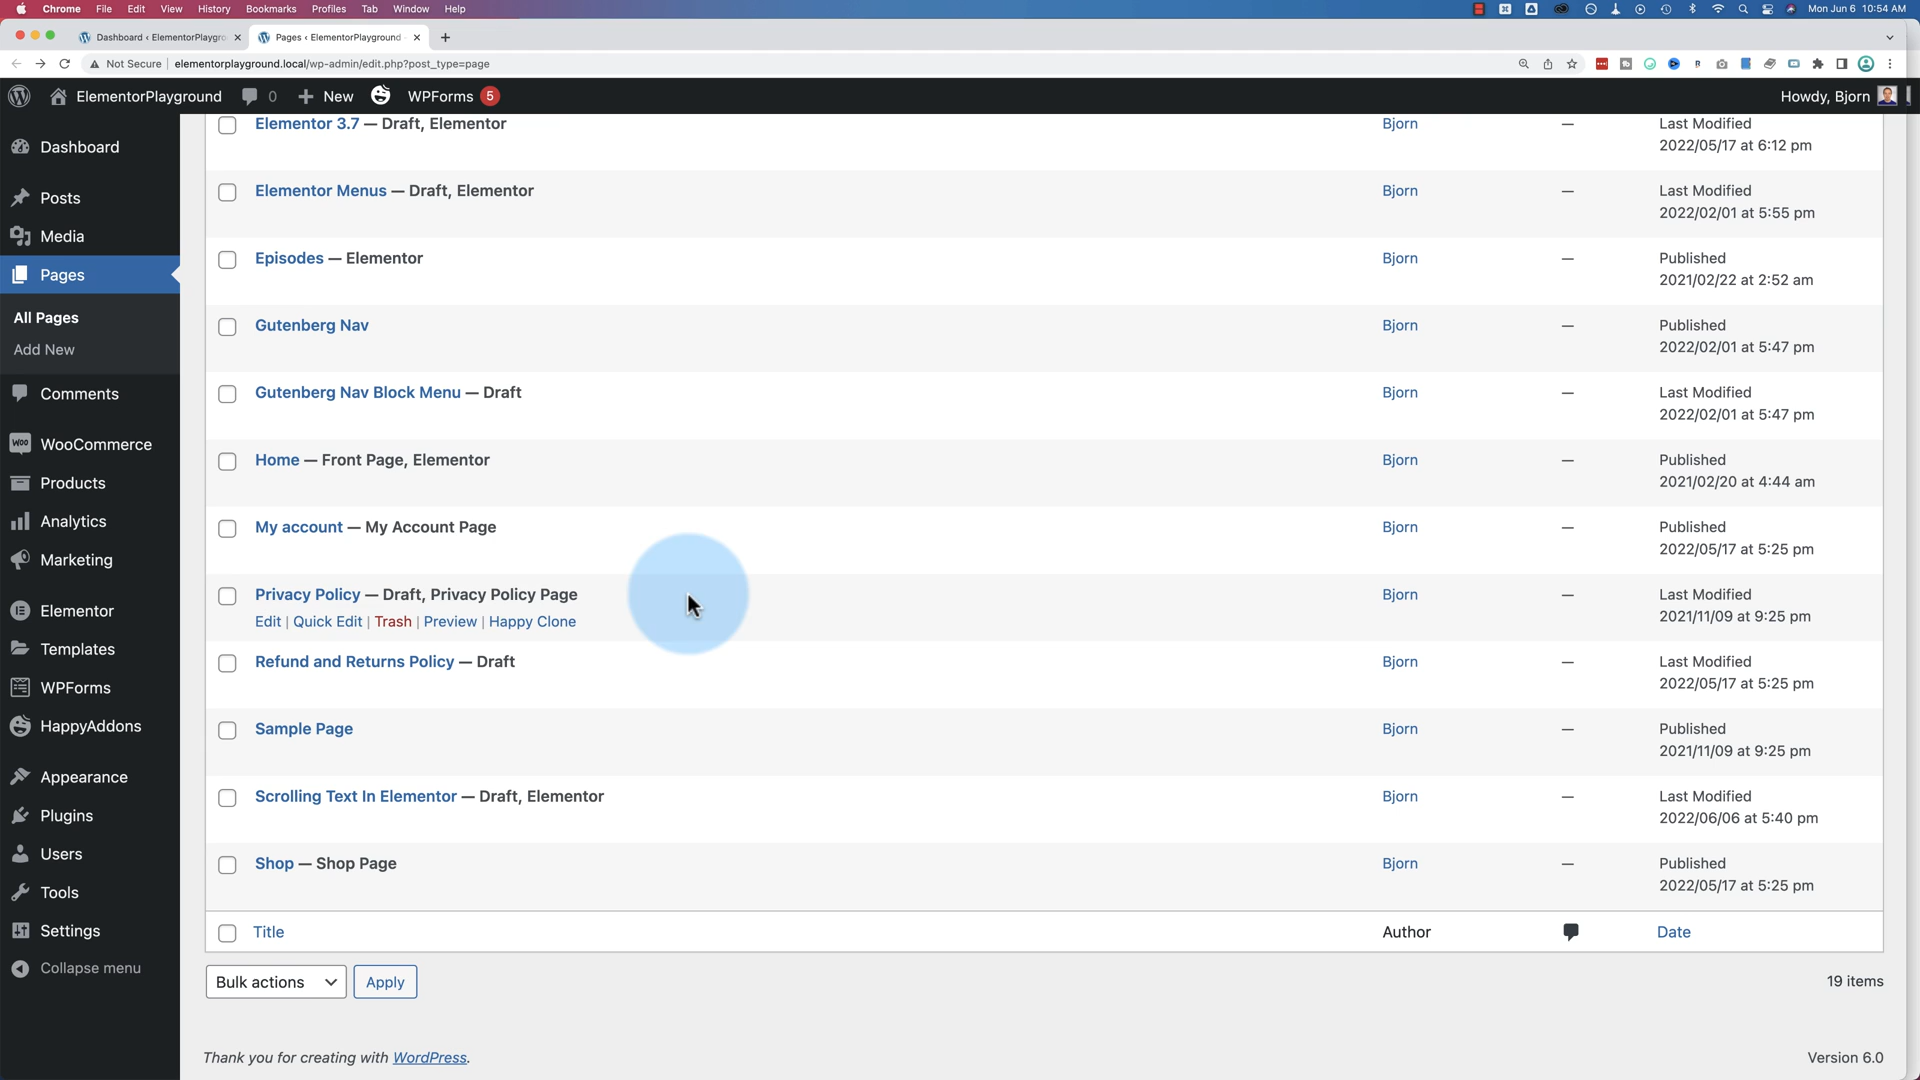 Chrome File Edit View History Bookmarks Profiles Tab Window Help Mon Jun 6 10:54 AM
Dashboard ‹ ElementorPlaygro Pages ‹ ElementorPlayground
Not Secure elementorplayground.local/wp-admin/edit.php?post_type=page
ElementorPlayground 0 New WPForms 5 Howdy, Bjorn
Dashboard
Posts
Media
Pages
All Pages
Add New
Comments
WooCommerce
Products
Analytics
Marketing
Elementor
Templates
WPForms
HappyAddons
Appearance
Plugins
Users
Tools
Settings
Collapse menu
Elementor 3.7 — Draft, Elementor Bjorn — Last Modified
2022/05/17 at 6:12 pm
Elementor Menus — Draft, Elementor Bjorn — Last Modified
2022/02/01 at 5:55 pm
Episodes — Elementor Bjorn — Published
2021/02/22 at 2:52 am
Gutenberg Nav Bjorn — Published
2022/02/01 at 5:47 pm
Gutenberg Nav Block Menu — Draft Bjorn — Last Modified
2022/02/01 at 5:47 pm
Home — Front Page, Elementor Bjorn — Published
2021/02/20 at 4:44 am
My account — My Account Page Bjorn — Published
2022/05/17 at 5:25 pm
Privacy Policy — Draft, Privacy Policy Page Bjorn — Last Modified
Edit | Quick Edit | Trash | Preview | Happy Clone 2021/11/09 at 9:25 pm
Refund and Returns Policy — Draft Bjorn — Last Modified
2022/05/17 at 5:25 pm
Sample Page Bjorn — Published
2021/11/09 at 9:25 pm
Scrolling Text In Elementor — Draft, Elementor Bjorn — Last Modified
2022/06/06 at 5:40 pm
Shop — Shop Page Bjorn — Published
2022/05/17 at 5:25 pm
Title Author Date
Bulk actions Apply 19 items
Thank you for creating with WordPress. Version 6.0